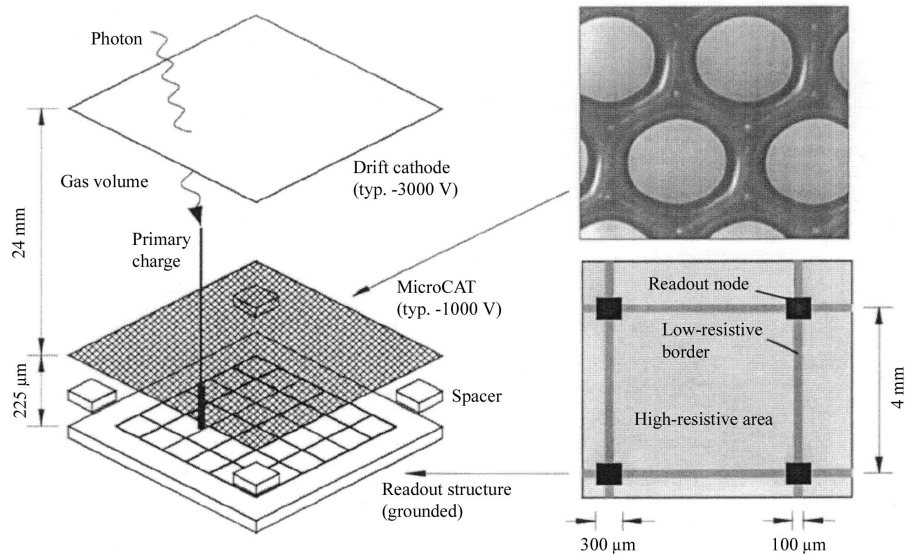 Photon
Gas volume
Drift cathode
(typ. -3000 V)
24 mm
Primary
charge
MicroCAT
(typ. -1000 V)
225 μm
Spacer
Readout structure
(grounded)
Readout node
Low-resistive
border
High-resistive area
4 mm
300 μm
100 μm